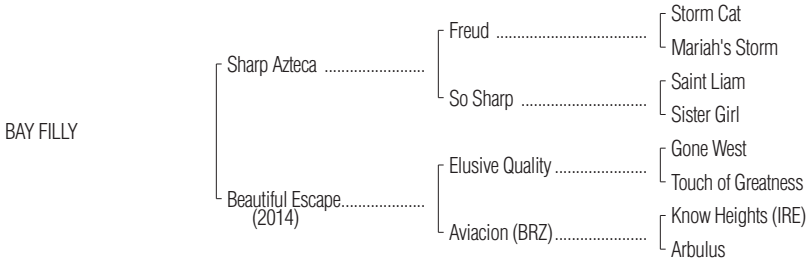 Storm Cat
Freud ....................................
Mariah's Storm
Sharp Azteca ........................
Saint Liam
So Sharp ..............................
Sister Girl
BAY FILLY
Gone West
Elusive Quality ......................
Touch of Greatness
Beautiful Escape....................
(2014)
Know Heights (IRE)
Aviacion (BRZ)......................
Arbulus